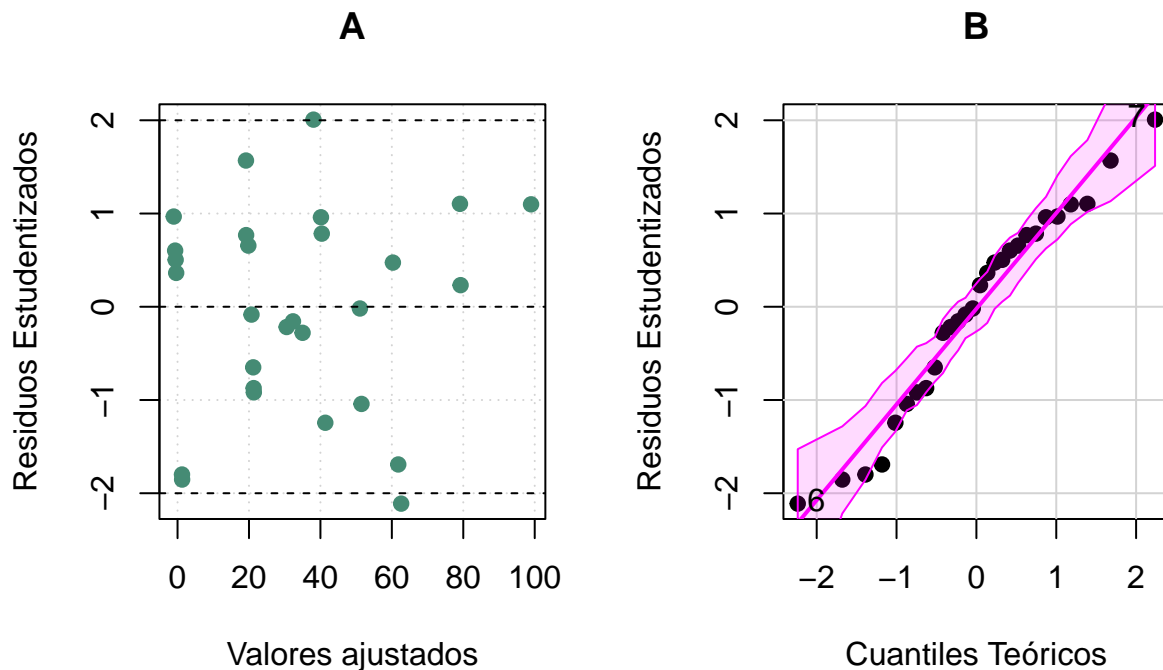 A
Residuos Estudentizados
2
1
0
−1
−2
0 20 40 60 80 100
Valores ajustados
B
Residuos Estudentizados
2
1
0
−1
−2
7
6
−2 −1 0 1 2
Cuantiles Teóricos